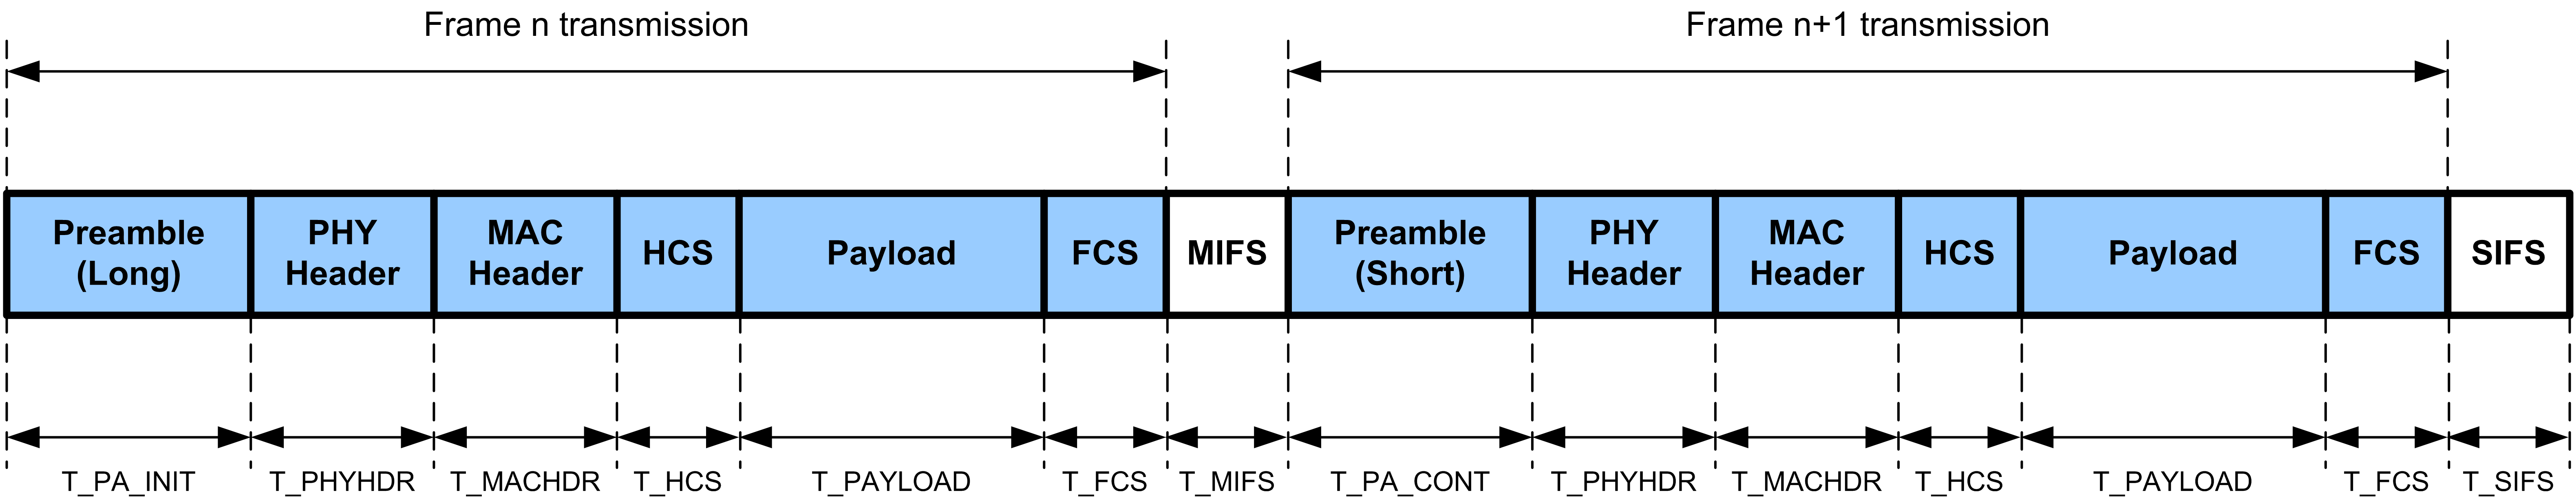 Frame n transmission
Frame n+1 transmission
Preamble
(Long)
PHY
Header
MAC
Header
HCS
Payload
FCS
MIFS
Preamble
(Short)
PHY
Header
MAC
Header
HCS
Payload
FCS
SIFS
T_PA_INIT
T_PHYHDR
T_MACHDR
T_HCS
T_PAYLOAD
T_FCS
T_MIFS
T_PA_CONT
T_PHYHDR
T_MACHDR
T_HCS
T_PAYLOAD
T_FCS
T_SIFS